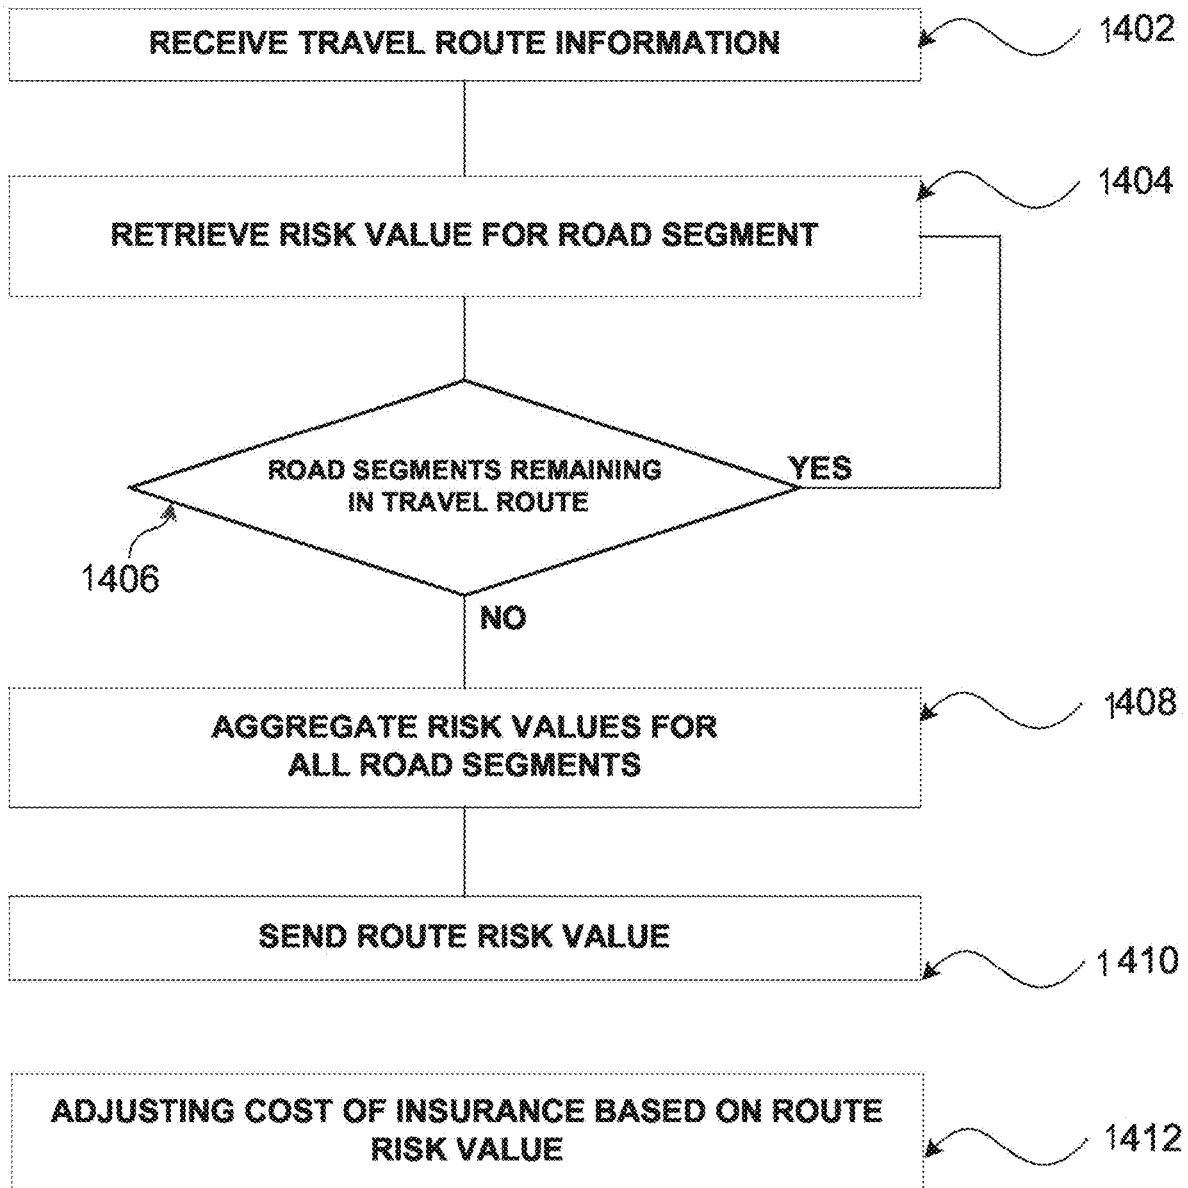 RECEIVE TRAVEL ROUTE INFORMATION
1402
RETRIEVE RISK VALUE FOR ROAD SEGMENT
1404
ROAD SEGMENTS REMAINING
IN TRAVEL ROUTE
YES
1406
NO
AGGREGATE RISK VALUES FOR
ALL ROAD SEGMENTS
1408
SEND ROUTE RISK VALUE
1410
ADJUSTING COST OF INSURANCE BASED ON ROUTE
RISK VALUE
1412